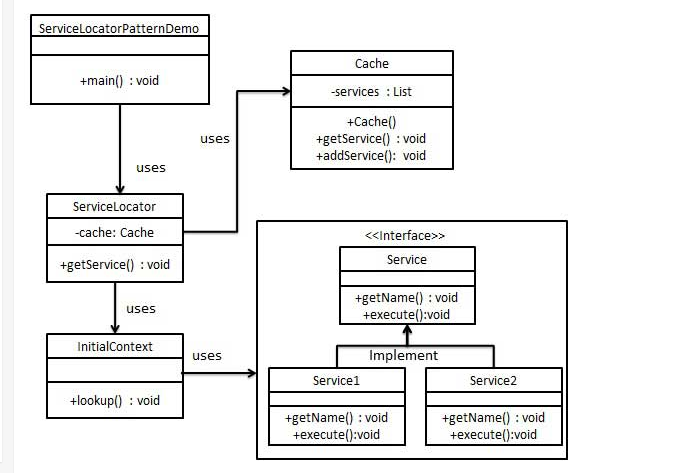 ServiceLocatorPatternDemo
+main() : void
uses
ServiceLocator
-cache: Cache
+getService() : void
uses
InitialContext
+lookup() : void
uses
Cache
-services : List
+Cache()
+getService() : void
+addService(): void
uses
<<Interface>>
Service
+getName() : void
+execute():void
Implement
Service1
+getName() : void
+execute():void
Service2
+getName() : void
+execute():void